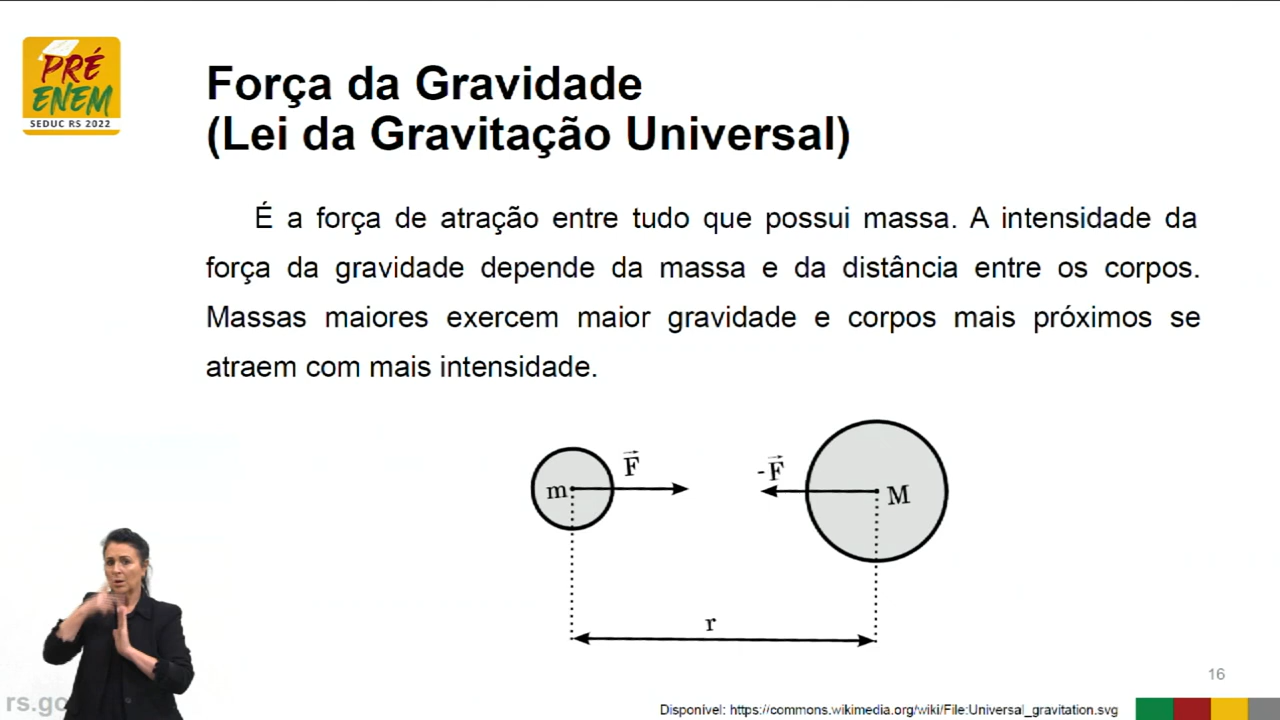 PRÉ
ENEM
SEDUC RS 2022
Força da Gravidade
(Lei da Gravitação Universal)
É a força de atração entre tudo que possui massa. A intensidade da
força da gravidade depende da massa e da distância entre os corpos.
Massas maiores exercem maior gravidade e corpos mais próximos se
atraem com mais intensidade.
m
F⃗
-F⃗
M
r
16
rs.go
Disponível: https://commons.wikimedia.org/wiki/File:Universal_gravitation.svg